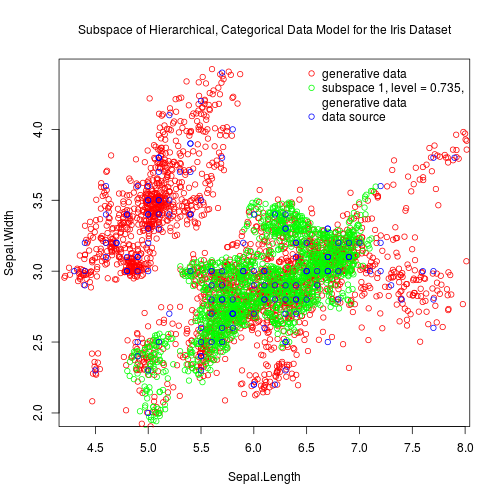 Subspace of Hierarchical, Categorical Data Model for the Iris Dataset
generative data
subspace 1, level = 0.735,
generative data
data source
Sepal.Width
4.0
3.5
3.0
2.5
2.0
4.5 5.0 5.5 6.0 6.5 7.0 7.5 8.0
Sepal.Length